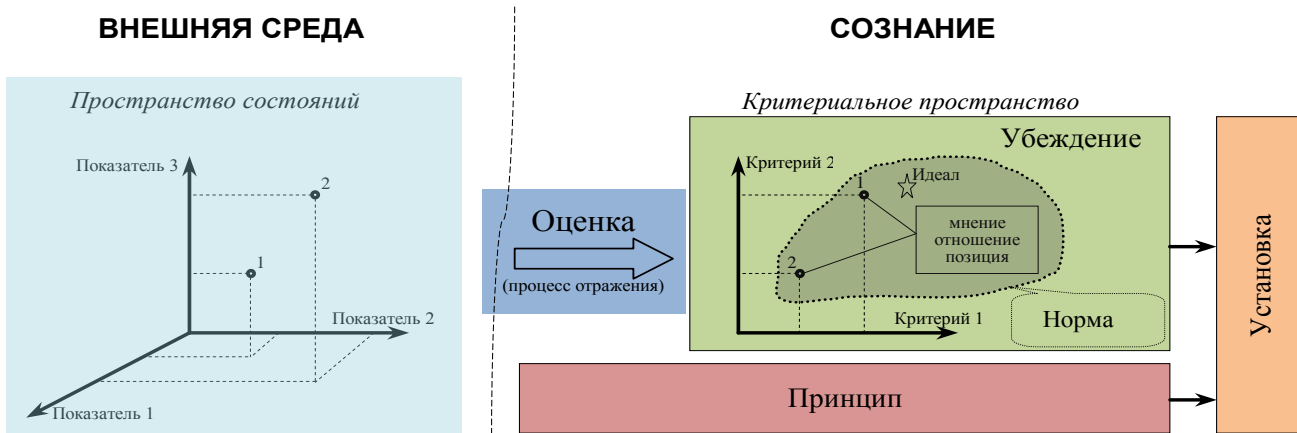 ВНЕШНЯЯ СРЕДА
СОЗНАНИЕ
Пространство состояний
Показатель 3
2
1
Показатель 2
Показатель 1
Оценка
(процесс отражения)
Критериальное пространство
Убеждение
Критерий 2
1
Идеал
мнение
отношение
позиция
2
Критерий 1
Норма
Принцип
Установка